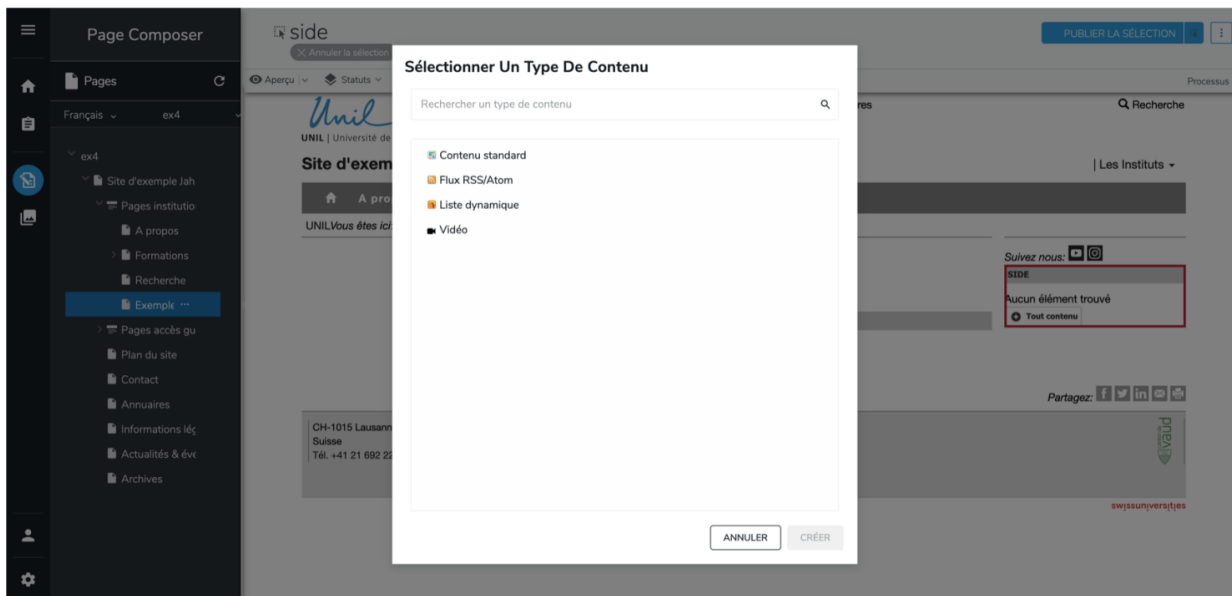 Page Composer
side
Annuler la sélection
PUBLIER LA SÉLECTION
Pages
Aperçu
Statuts
Processus
Français
ex4
ex4
Site d'exemple Jah
Pages institutio
A propos
Formations
Recherche
Exemple ...
Pages accès gu
Plan du site
Contact
Annuaires
Informations lég
Actualités & éve
Archives
Sélectionner Un Type De Contenu
Rechercher un type de contenu
Contenu standard
Flux RSS/Atom
Liste dynamique
Vidéo
ANNULER
CRÉER
Unil
UNIL | Université de
res
Recherche
Site d'exem
| Les Instituts
A pro
UNILVous êtes ici
Suivez nous:
SIDE
Aucun élément trouvé
Tout contenu
Partagez:
CH-1015 Lausann
Suisse
Tél. +41 21 692 22
vaud
swissuniversities